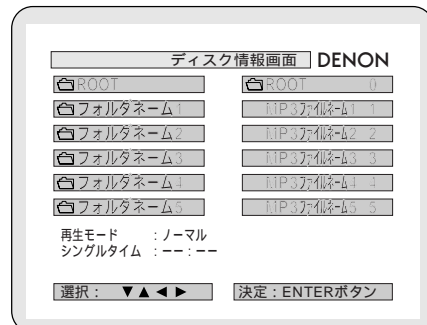 ディスク情報画面 DENON
ROOT ROOT 0
フォルダネーム1 MP3ファイルネーム1 1
フォルダネーム2 MP3ファイルネーム2 2
フォルダネーム3 MP3ファイルネーム3 3
フォルダネーム4 MP3ファイルネーム4 4
フォルダネーム5 MP3ファイルネーム5 5
再生モード :ノーマル
シングルタイム :−−:−−
選択: ▼▲◀▶ 決定:ENTERボタン